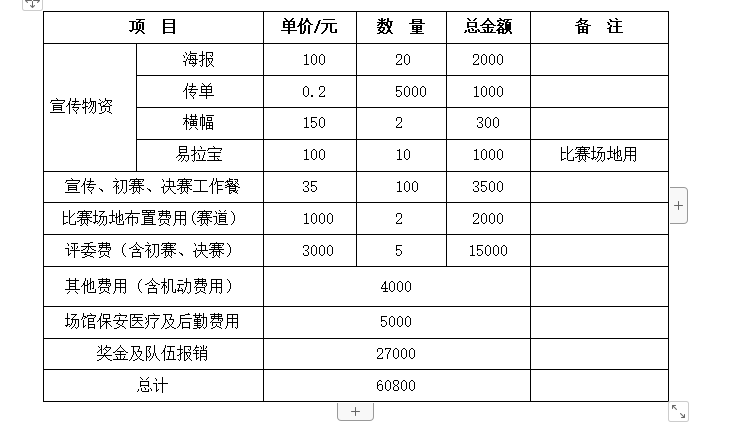 项 目 单价/元 数 量 总金额 备 注
宣传物资 海报 100 20 2000
传单 0.2 5000 1000
横幅 150 2 300
易拉宝 100 10 1000 比赛场地用
宣传、初赛、决赛工作餐 35 100 3500
比赛场地布置费用(赛道) 1000 2 2000
评委费（含初赛、决赛） 3000 5 15000
其他费用（含机动费用） 4000
场馆保安医疗及后勤费用 5000
奖金及队伍报销 27000
总计 60800